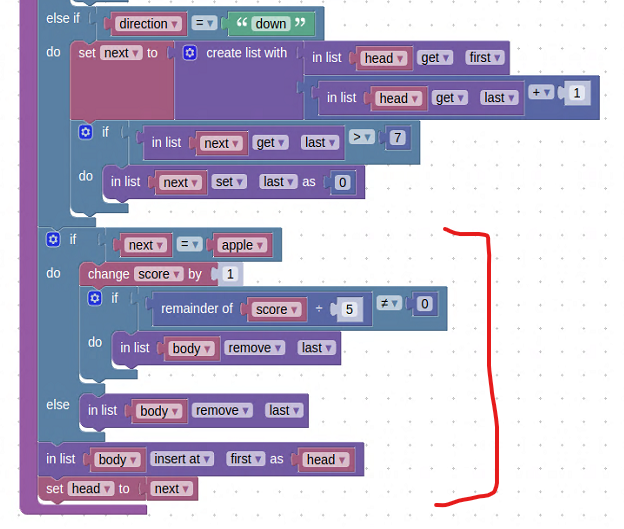 else if direction = “ down ”
do set next to create list with in list head get first
in list head get last + 1
if in list next get last > 7
do in list next set last as 0
if next = apple
do change score by 1
if remainder of score ÷ 5 ≠ 0
do in list body remove last
else in list body remove last
in list body insert at first as head
set head to next